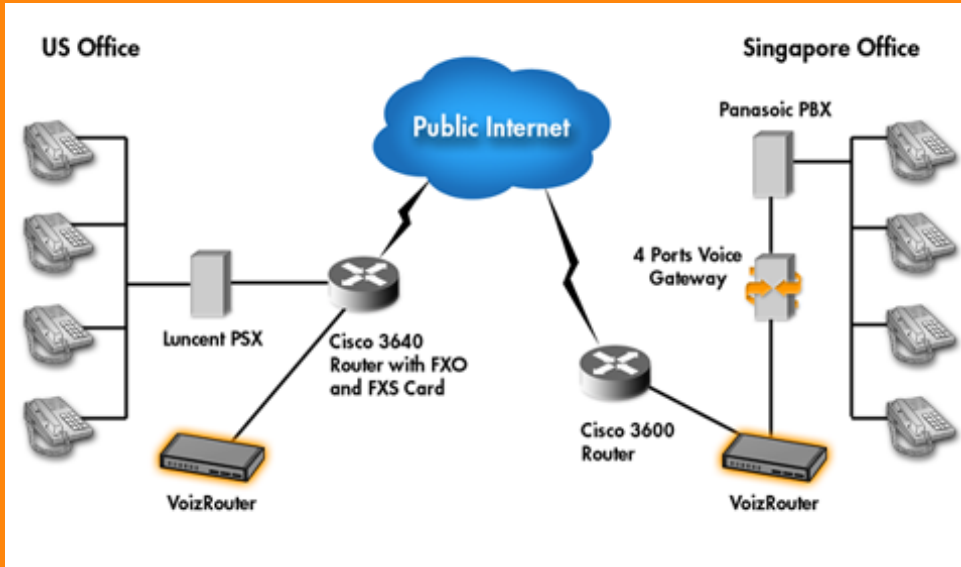 US Office
Singapore Office
Public Internet
Panasoic PBX
4 Ports Voice
Gateway
Luncent PSX
Cisco 3640
Router with FXO
and FXS Card
Cisco 3600
Router
VoizRouter
VoizRouter